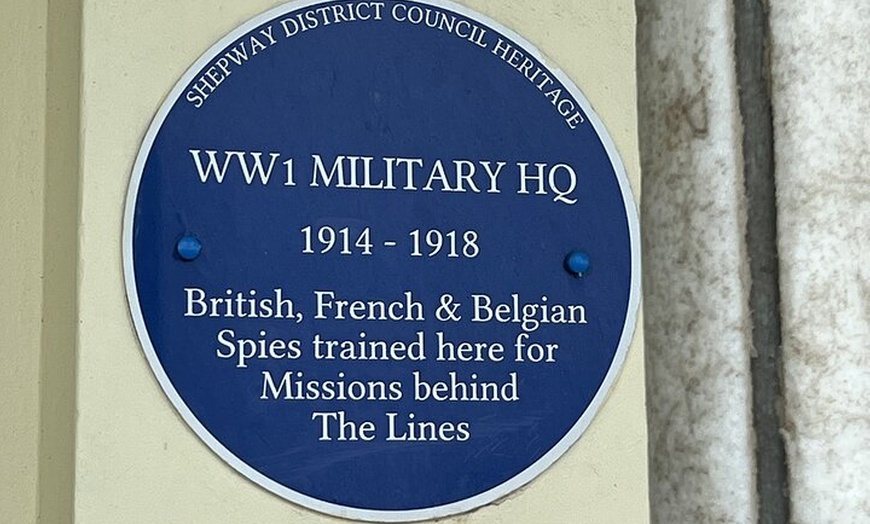 SHEPWAY DISTRICT COUNCIL HERITAGE
WW1 MILITARY HQ
1914 - 1918
British, French & Belgian
Spies trained here for
Missions behind
The Lines